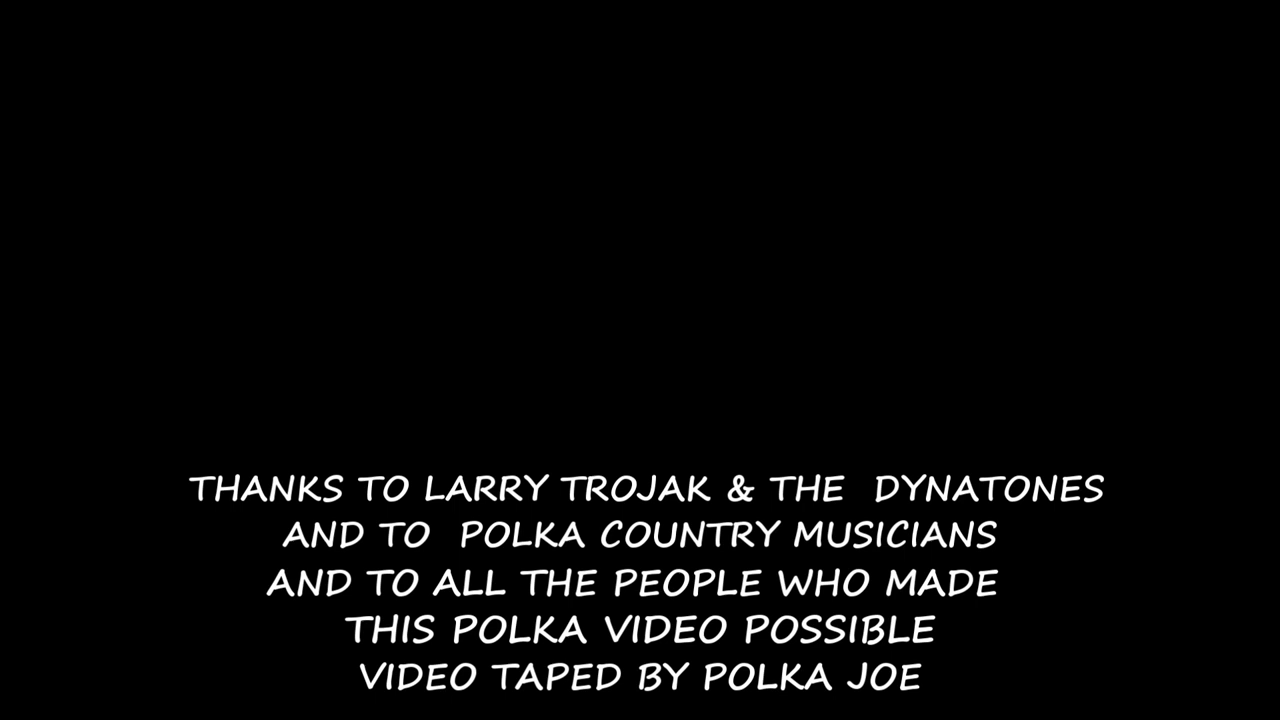 THANKS TO LARRY TROJAK & THE  DYNATONES
AND TO  POLKA COUNTRY MUSICIANS
AND TO ALL THE PEOPLE WHO MADE
THIS POLKA VIDEO POSSIBLE
VIDEO TAPED BY POLKA JOE